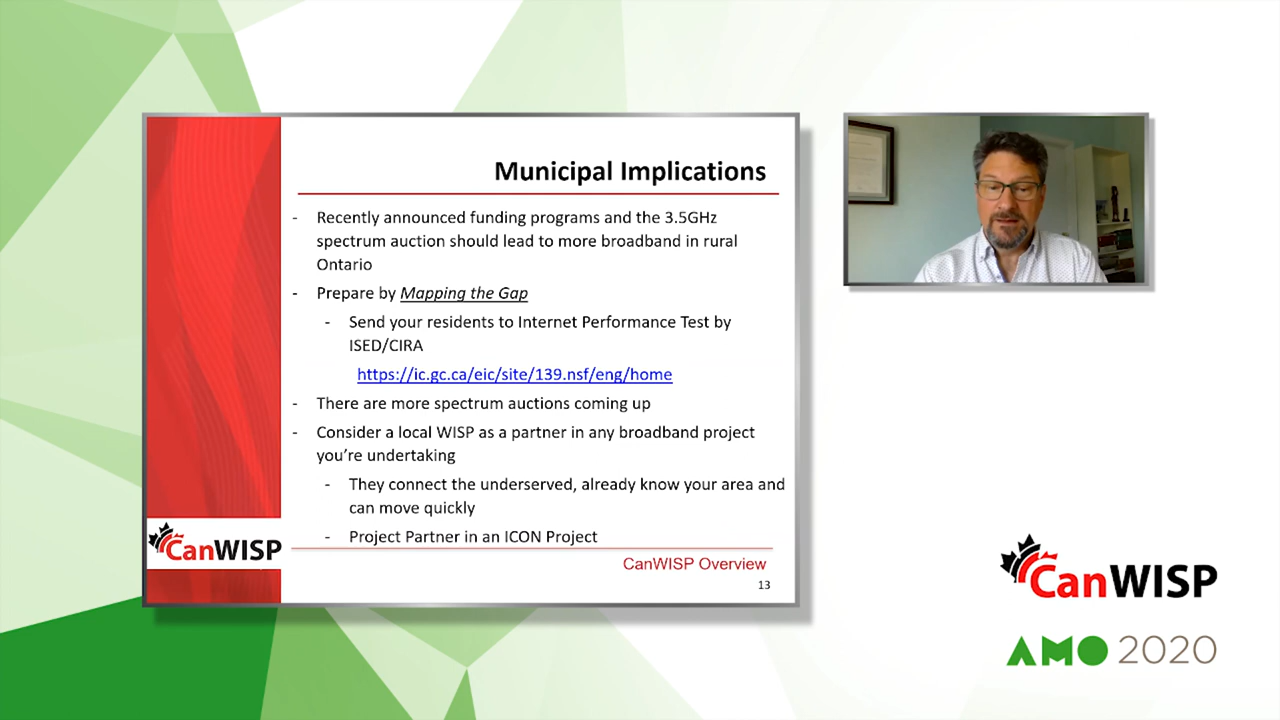 Municipal Implications
- Recently announced funding programs and the 3.5GHz
spectrum auction should lead to more broadband in rural
Ontario
- Prepare by Mapping the Gap
- Send your residents to Internet Performance Test by
ISED/CIRA
https://ic.gc.ca/eic/site/139.nsf/eng/home
- There are more spectrum auctions coming up
- Consider a local WISP as a partner in any broadband project
you’re undertaking
- They connect the underserved, already know your area and
can move quickly
- Project Partner in an ICON Project
CanWISP
CanWISP Overview
13
CanWISP
AMO 2020